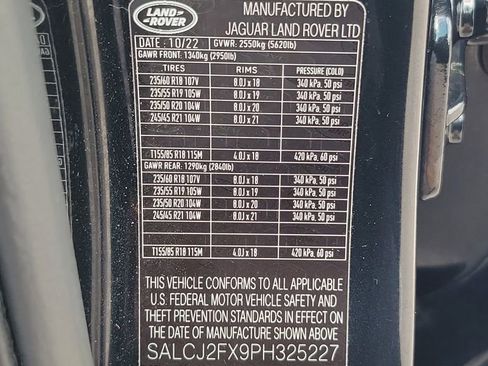 LAND-ROVER
MANUFACTURED BY
JAGUAR LAND ROVER LTD
DATE : 10/22 GVWR: 2550kg (5620lb)
GAWR FRONT: 1340kg (2950lb)
TIRES RIMS PRESSURE (COLD)
235/60 R18 107V 8.0J x 18 340 kPa, 50 psi
235/55 R19 105W 8.0J x 19 340 kPa, 50 psi
235/50 R20 104W 8.0J x 20 340 kPa, 50 psi
245/45 R21 104W 8.0J x 21 340 kPa, 50 psi
T155/85 R18 115M 4.0J x 18 420 kPa, 60 psi
GAWR REAR: 1290kg (2840lb)
235/60 R18 107V 8.0J x 18 340 kPa, 50 psi
235/55 R19 105W 8.0J x 19 340 kPa, 50 psi
235/50 R20 104W 8.0J x 20 340 kPa, 50 psi
245/45 R21 104W 8.0J x 21 340 kPa, 50 psi
T155/85 R18 115M 4.0J x 18 420 kPa, 60 psi
THIS VEHICLE CONFORMS TO ALL APPLICABLE
U.S. FEDERAL MOTOR VEHICLE SAFETY AND
THEFT PREVENTION STANDARDS IN EFFECT ON
THE DATE OF MANUFACTURE SHOWN ABOVE
SALCJ2FX9PH325227